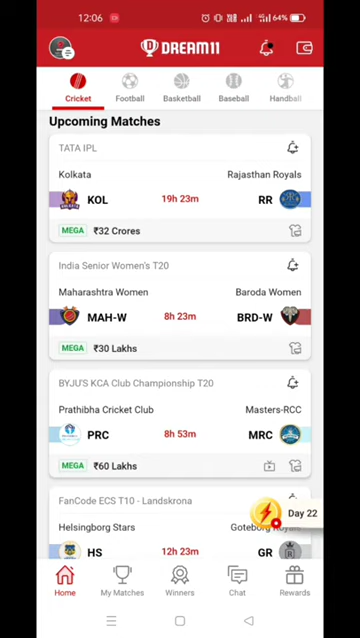 12:06
64%
DREAM11
Cricket Football Basketball Baseball Handball
Upcoming Matches
TATA IPL
Kolkata Rajasthan Royals
KOL 19h 23m RR
MEGA ₹32 Crores
India Senior Women's T20
Maharashtra Women Baroda Women
MAH-W 8h 23m BRD-W
MEGA ₹30 Lakhs
BYJU'S KCA Club Championship T20
Prathibha Cricket Club Masters-RCC
PRC 8h 53m MRC
MEGA ₹60 Lakhs
FanCode ECS T10 - Landskrona
Day 22
Helsingborg Stars Goteborg Royals
HS 12h 23m GR
Home My Matches Winners Chat Rewards